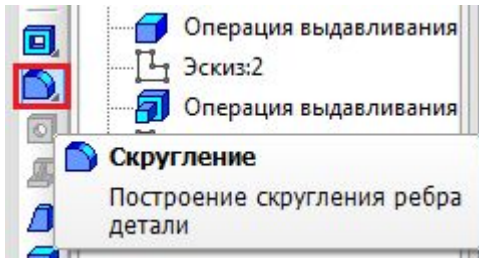 Операция выдавливания
Эскиз:2
Операция выдавливания
Скругление
Построение скругления ребра
детали